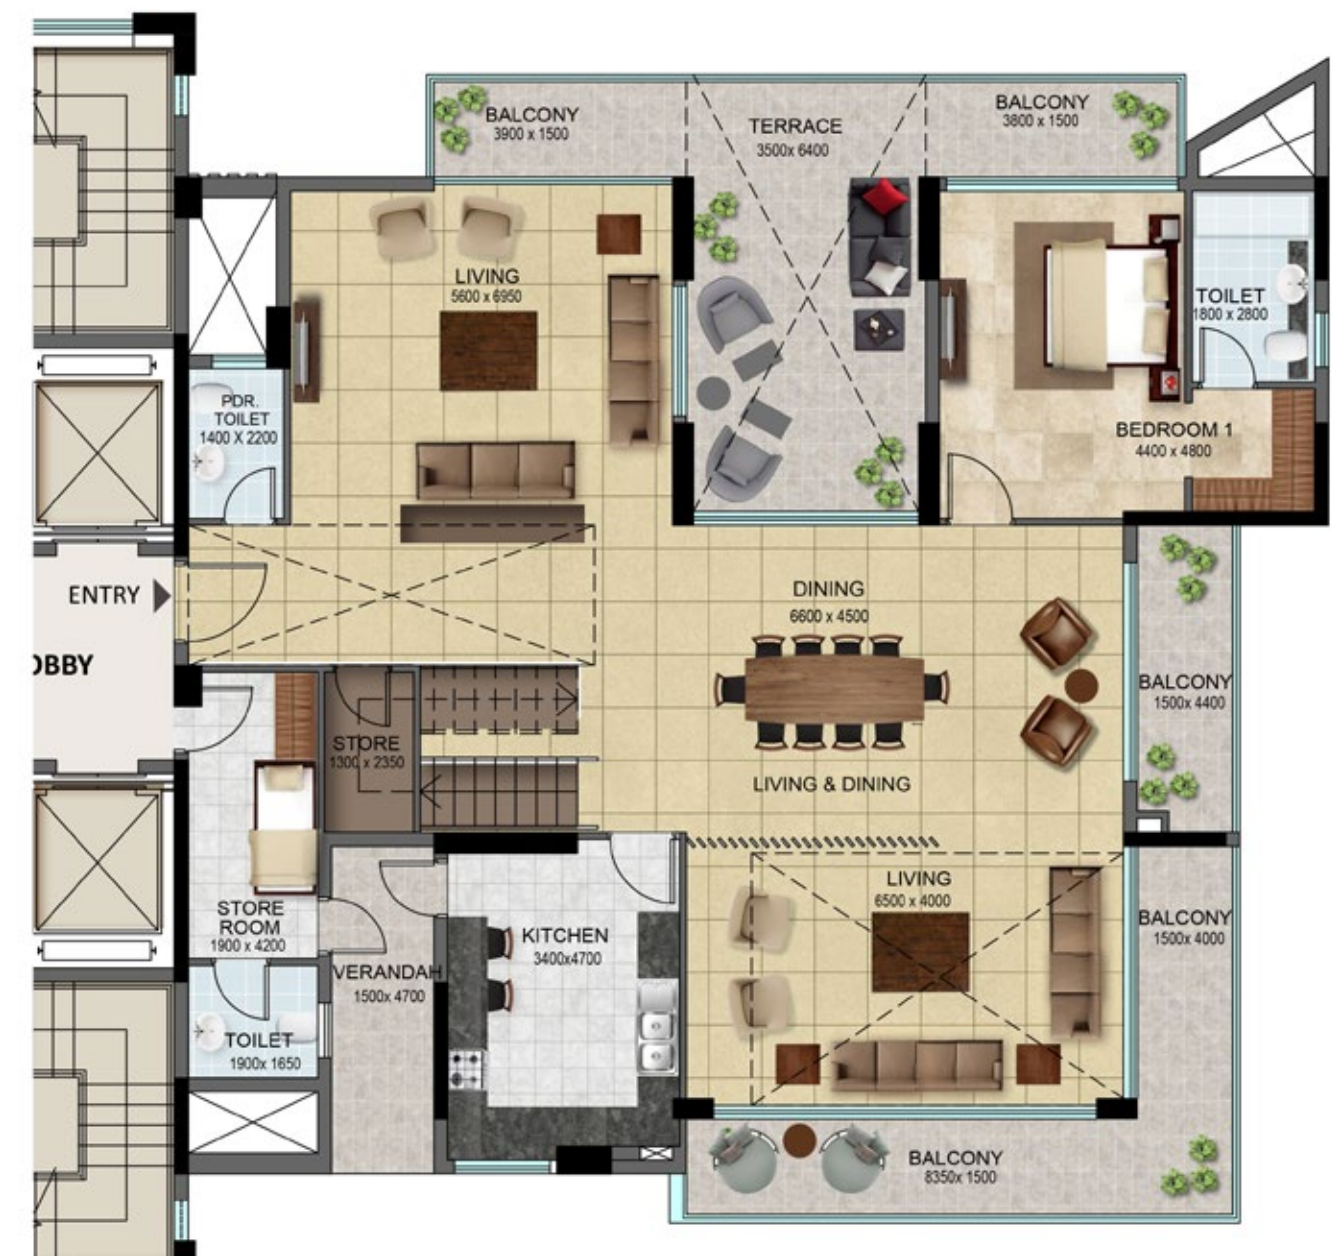 BALCONY
3900 x 1500
TERRACE
3500x 6400
BALCONY
3800 x 1500
LIVING
5600 x 6950
TOILET
1800 x 2800
PDR.
TOILET
1400 X 2200
BEDROOM 1
4400 x 4800
ENTRY
OBBY
DINING
6600 x 4500
BALCONY
1500x 4400
STORE
1300 x 2350
LIVING & DINING
LIVING
6500 x 4000
STORE
ROOM
1900 x 4200
KITCHEN
3400x4700
BALCONY
1500x 4000
VERANDAH
1500x 4700
TOILET
1900x 1650
BALCONY
8350x 1500